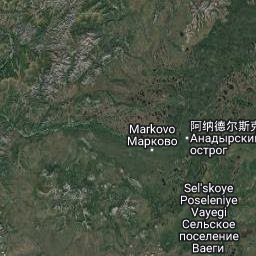 Markovo
Марково
阿纳德尔斯克
Анадырский
острог
Sel'skoye
Poseleniye
Vayegi
Сельское
поселение
Ваеги